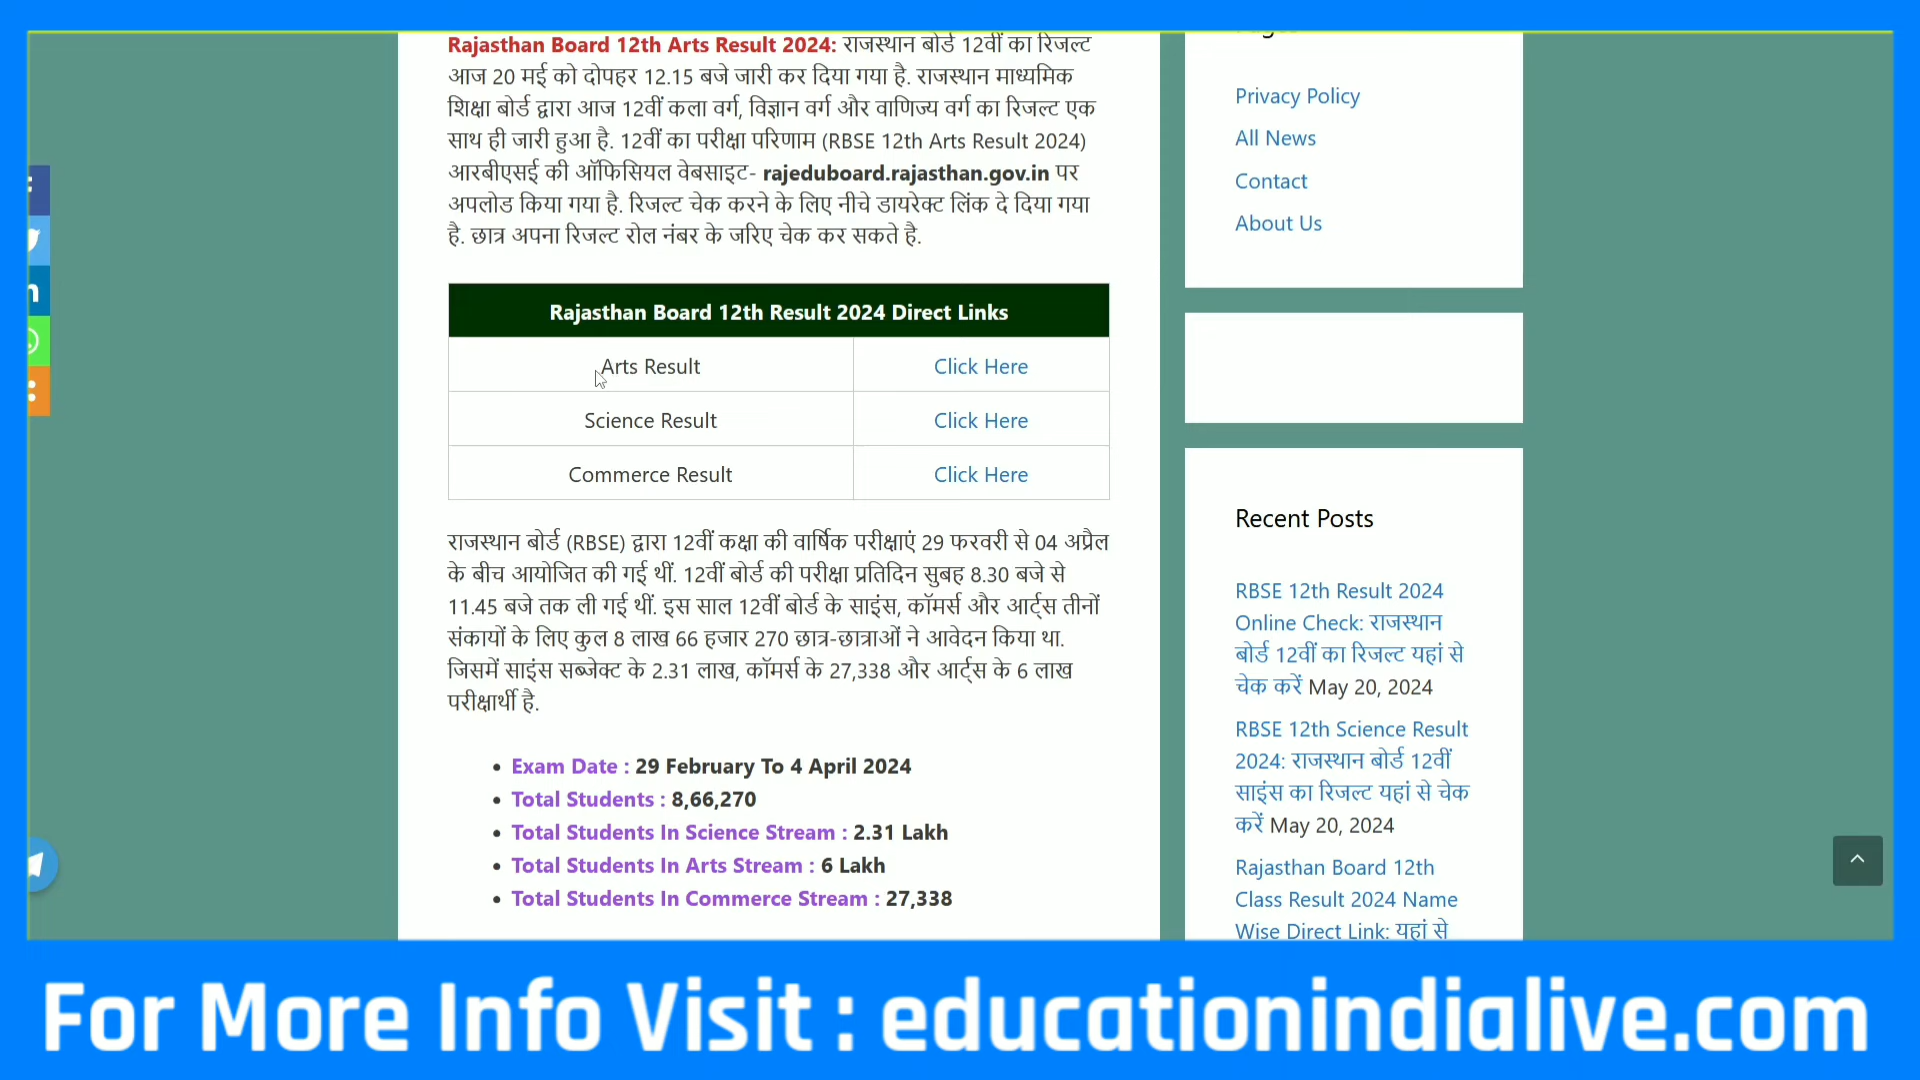 Rajasthan Board 12th Arts Result 2024: राजस्थान बोर्ड 12वीं का रिजल्ट
आज 20 मई को दोपहर 12.15 बजे जारी कर दिया गया है. राजस्थान माध्यमिक
शिक्षा बोर्ड द्वारा आज 12वीं कला वर्ग, विज्ञान वर्ग और वाणिज्य वर्ग का रिजल्ट एक
साथ ही जारी हुआ है. 12वीं का परीक्षा परिणाम (RBSE 12th Arts Result 2024)
आरबीएसई की ऑफिसियल वेबसाइट- rajeduboard.rajasthan.gov.in पर
अपलोड किया गया है. रिजल्ट चेक करने के लिए नीचे डायरेक्ट लिंक दे दिया गया
है. छात्र अपना रिजल्ट रोल नंबर के जरिए चेक कर सकते है.
Rajasthan Board 12th Result 2024 Direct Links
Arts Result Click Here
Science Result Click Here
Commerce Result Click Here
राजस्थान बोर्ड (RBSE) द्वारा 12वीं कक्षा की वार्षिक परीक्षाएं 29 फरवरी से 04 अप्रैल
के बीच आयोजित की गई थीं. 12वीं बोर्ड की परीक्षा प्रतिदिन सुबह 8.30 बजे से
11.45 बजे तक ली गई थीं. इस साल 12वीं बोर्ड के साइंस, कॉमर्स और आर्ट्स तीनों
संकायों के लिए कुल 8 लाख 66 हजार 270 छात्र-छात्राओं ने आवेदन किया था.
जिसमें साइंस सब्जेक्ट के 2.31 लाख, कॉमर्स के 27,338 और आर्ट्स के 6 लाख
परीक्षार्थी है.
• Exam Date : 29 February To 4 April 2024
• Total Students : 8,66,270
• Total Students In Science Stream : 2.31 Lakh
• Total Students In Arts Stream : 6 Lakh
• Total Students In Commerce Stream : 27,338
Privacy Policy
All News
Contact
About Us
Recent Posts
RBSE 12th Result 2024
Online Check: राजस्थान
बोर्ड 12वीं का रिजल्ट यहां से
चेक करें May 20, 2024
RBSE 12th Science Result
2024: राजस्थान बोर्ड 12वीं
साइंस का रिजल्ट यहां से चेक
करें May 20, 2024
Rajasthan Board 12th
Class Result 2024 Name
Wise Direct Link: यहां से
For More Info Visit : educationindialive.com